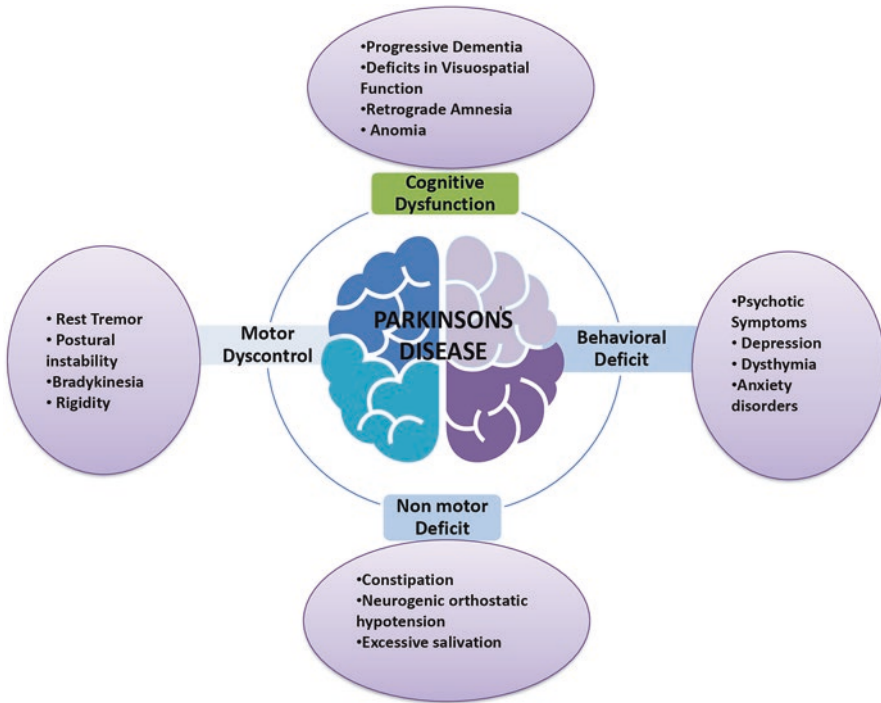 •Progressive Dementia
•Deficits in Visuospatial
Function
•Retrograde Amnesia
• Anomia
Cognitive
Dysfunction
• Rest Tremor
• Postural
instability
•Bradykinesia
• Rigidity
Motor
Dyscontrol
PARKINSON'S
DISEASE
Behavioral
Deficit
•Psychotic
Symptoms
• Depression
• Dysthymia
•Anxiety
disorders
Non motor
Deficit
•Constipation
•Neurogenic orthostatic
hypotension
•Excessive salivation